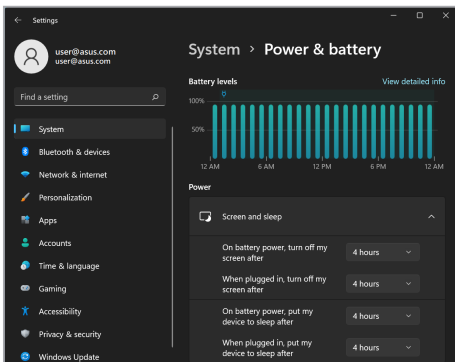 Settings
user@asus.com
user@asus.com
Find a setting
System
Bluetooth & devices
Network & internet
Personalization
Apps
Accounts
Time & language
Gaming
Accessibility
Privacy & security
Windows Update
System > Power & battery
Battery levels
View detailed info
100%
50%
12 AM 6 AM 12 PM 6 PM 12 AM
Power
Screen and sleep
On battery power, turn off my
screen after
4 hours
When plugged in, turn off my
screen after
4 hours
On battery power, put my
device to sleep after
4 hours
When plugged in, put my
device to sleep after
4 hours